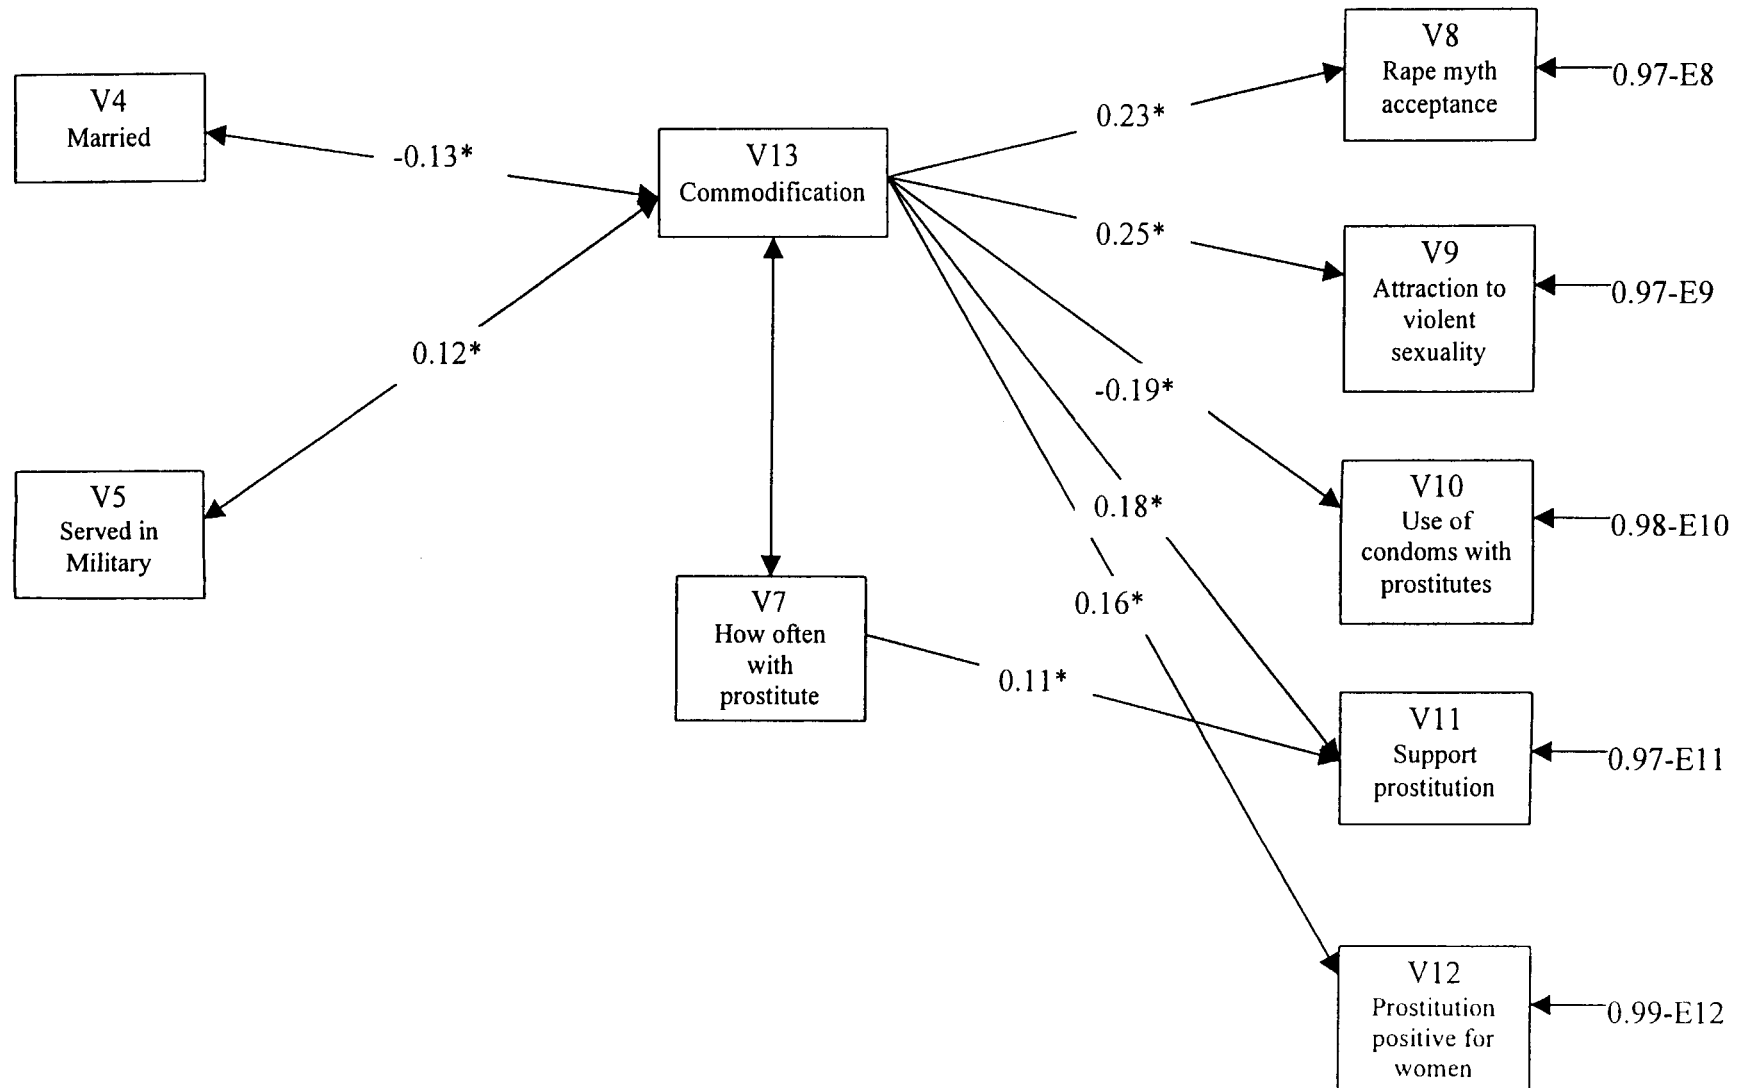 V4
Married
-0.13*
V13
Commodification
0.23*
V8
Rape myth
acceptance
0.97-E8
0.25*
V9
Attraction to
violent
sexuality
0.97-E9
0.12*
-0.19*
V5
Served in
Military
V10
Use of
condoms with
prostitutes
0.98-E10
0.18*
0.16*
V7
How often
with
prostitute
0.11*
V11
Support
prostitution
0.97-E11
V12
Prostitution
positive for
women
0.99-E12